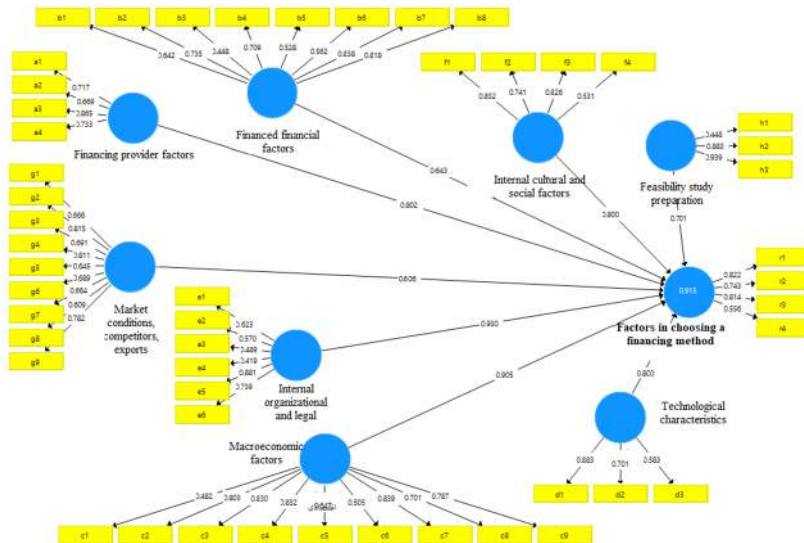 b1
b2
b3
b4
b5
b6
b7
b8
0.642
0.735
0.448
0.709
0.528
0.962
0.838
0.818
Financed financial
factors
a1
a2
a3
a4
0.717
0.669
0.865
0.733
Financing provider factors
f1
f2
f3
f4
0.741
0.826
0.531
Internal cultural and
social factors
h1
h2
h3
0.448
0.883
0.939
Feasibility study
preparation
0.643
0.802
0.800
0.701
g1
g2
g3
g4
g5
g6
g7
g8
g9
0.666
0.815
0.691
0.811
0.645
0.689
0.664
0.609
0.782
Market
conditions,
competitors,
exports
0.606
0.915
r1
r2
r3
r4
0.822
0.743
0.814
0.556
Factors in choosing a
financing method
e1
e2
e3
e4
e5
e6
0.623
0.570
0.419
0.881
0.739
Internal
organizational
and legal
0.905
0.800
Technological
characteristics
0.883
0.701
0.583
d1
d2
d3
Macroeconomic
factors
0.482
0.803
0.830
0.832
0.505
0.839
0.701
0.787
c1
c2
c3
c4
c5
c6
c7
c8
c9